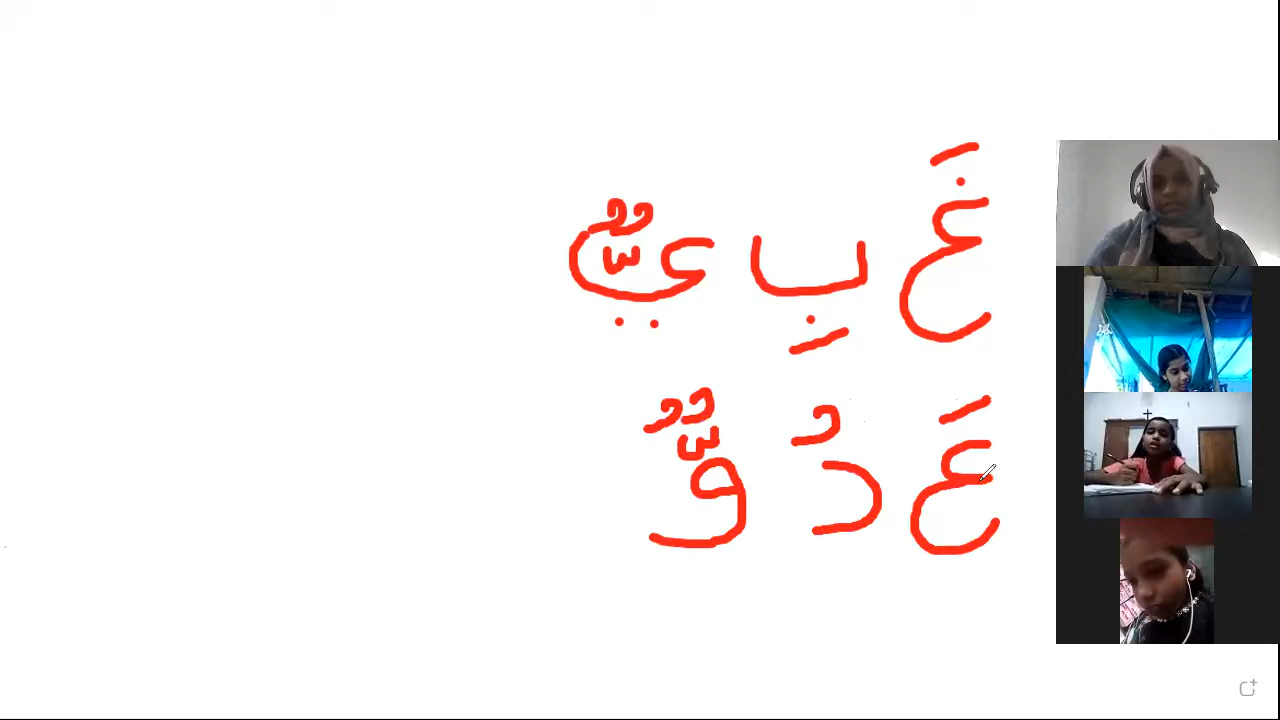 غَ بِ يٌّ
عَ دُ وٌّ